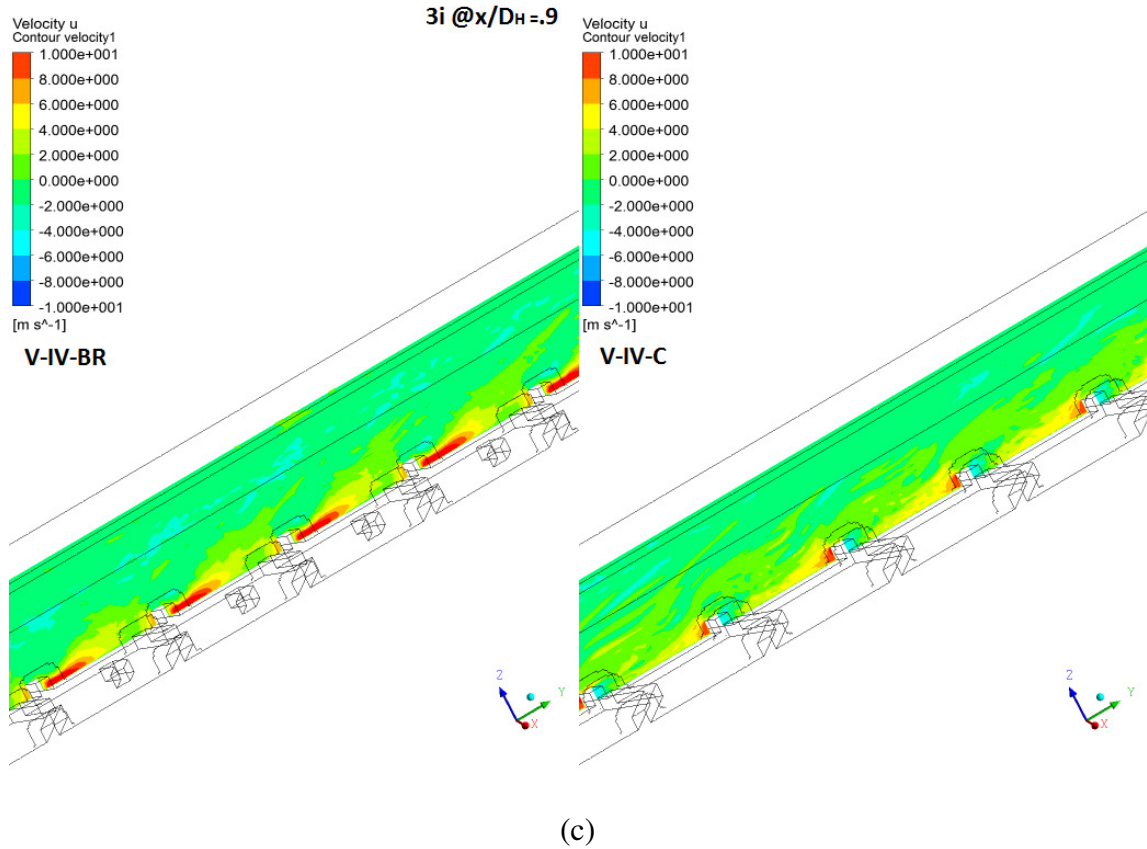 3i @x/DH =.9
Velocity u
Contour velocity1
1.000e+001
8.000e+000
6.000e+000
4.000e+000
2.000e+000
0.000e+000
-2.000e+000
-4.000e+000
-6.000e+000
-8.000e+000
-1.000e+001
[m s^-1]
V-IV-BR
Z
Y
X
Velocity u
Contour velocity1
1.000e+001
8.000e+000
6.000e+000
4.000e+000
2.000e+000
0.000e+000
-2.000e+000
-4.000e+000
-6.000e+000
-8.000e+000
-1.000e+001
[m s^-1]
V-IV-C
Z
Y
X
(c)